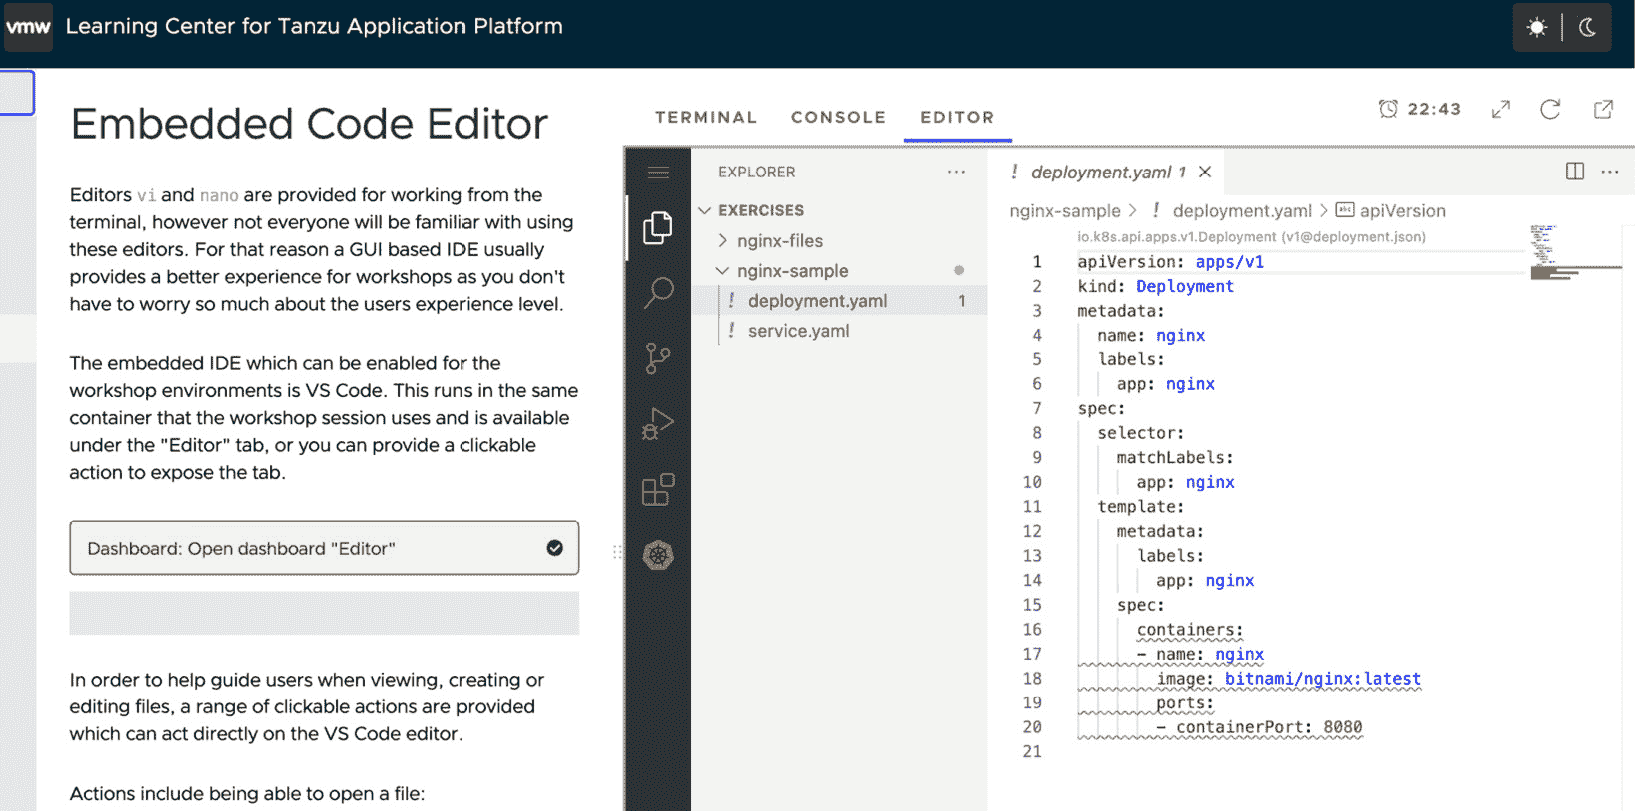 vmw Learning Center for Tanzu Application Platform
Embedded Code Editor
Editors vi and nano are provided for working from the
terminal, however not everyone will be familiar with using
these editors. For that reason a GUI based IDE usually
provides a better experience for workshops as you don't
have to worry so much about the users experience level.
The embedded IDE which can be enabled for the
workshop environments is VS Code. This runs in the same
container that the workshop session uses and is available
under the "Editor" tab, or you can provide a clickable
action to expose the tab.
Dashboard: Open dashboard "Editor"
In order to help guide users when viewing, creating or
editing files, a range of clickable actions are provided
which can act directly on the VS Code editor.
Actions include being able to open a file:
TERMINAL CONSOLE EDITOR
22:43
EXPLORER
EXERCISES
nginx-files
nginx-sample
! deployment.yaml 1
! service.yaml
! deployment.yaml 1
nginx-sample > ! deployment.yaml > abc apiVersion
io.k8s.api.apps.v1.Deployment (v1@deployment.json)
1 apiVersion: apps/v1
2 kind: Deployment
3 metadata:
4 name: nginx
5 labels:
6 app: nginx
7 spec:
8 selector:
9 matchLabels:
10 app: nginx
11 template:
12 metadata:
13 labels:
14 app: nginx
15 spec:
16 containers:
17 - name: nginx
18 image: bitnami/nginx:latest
19 ports:
20 - containerPort: 8080
21